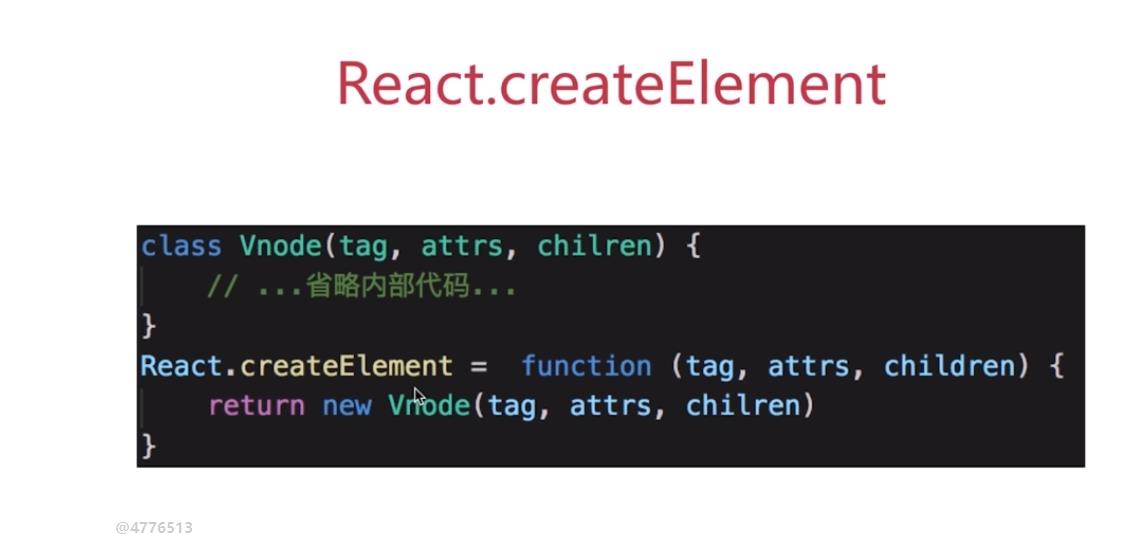 React.createElement
class Vnode(tag, attrs, chilren) {
// ...省略内部代码...
}
React.createElement = function (tag, attrs, children) {
return new Vnode(tag, attrs, chilren)
}
@4776513